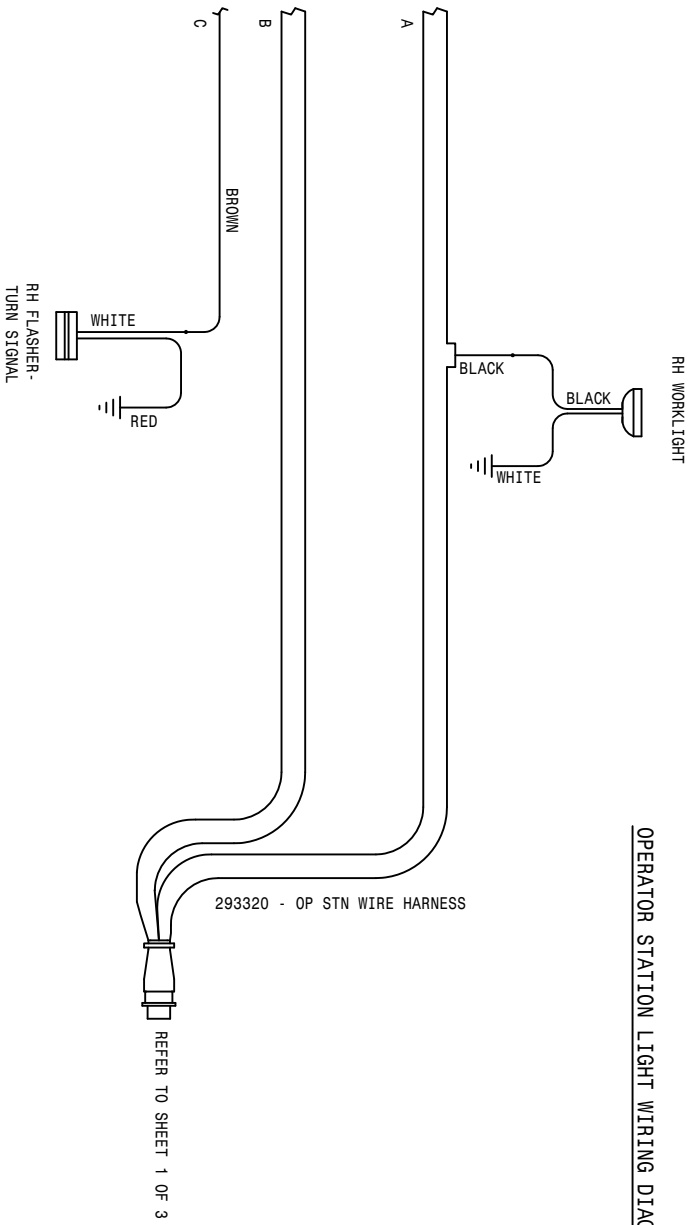 OPERATOR STATION LIGHT WIRING
RH WORKLIGHT
BLACK
BLACK
WHITE
A
B
C
BROWN
WHITE
RED
RH FLASHER-
TURN SIGNAL
293320 - OP STN WIRE HARNESS
REFER TO SHEET 1 OF 3